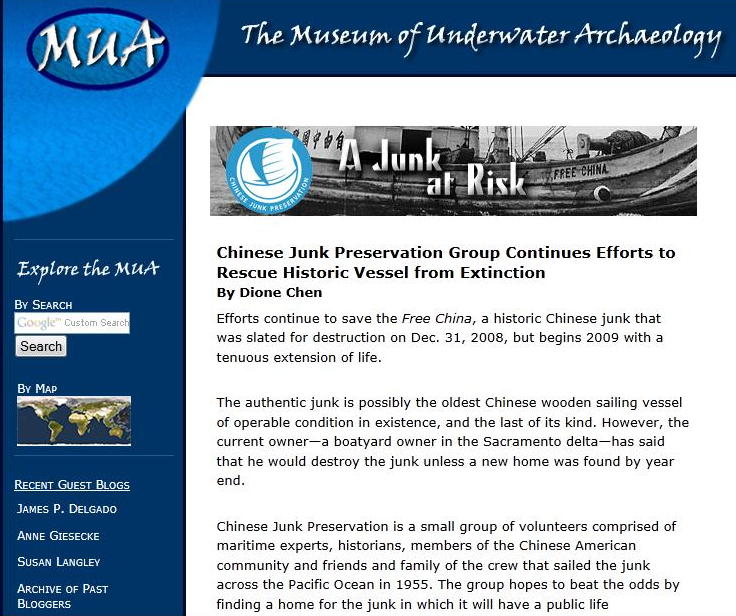 MUA
The Museum of Underwater Archaeology
A Junk
at Risk
CHINESE JUNK PRESERVATION
FREE CHINA
Explore the MUA
By Search
Google™ Custom Search
Search
By Map
Recent Guest Blogs
James P. Delgado
Anne Giesecke
Susan Langley
Archive of Past
Bloggers
Chinese Junk Preservation Group Continues Efforts to
Rescue Historic Vessel from Extinction
By Dione Chen
Efforts continue to save the Free China, a historic Chinese junk that
was slated for destruction on Dec. 31, 2008, but begins 2009 with a
tenuous extension of life.
The authentic junk is possibly the oldest Chinese wooden sailing vessel
of operable condition in existence, and the last of its kind. However, the
current owner—a boatyard owner in the Sacramento delta—has said
that he would destroy the junk unless a new home was found by year
end.
Chinese Junk Preservation is a small group of volunteers comprised of
maritime experts, historians, members of the Chinese American
community and friends and family of the crew that sailed the junk
across the Pacific Ocean in 1955. The group hopes to beat the odds by
finding a home for the junk in which it will have a public life